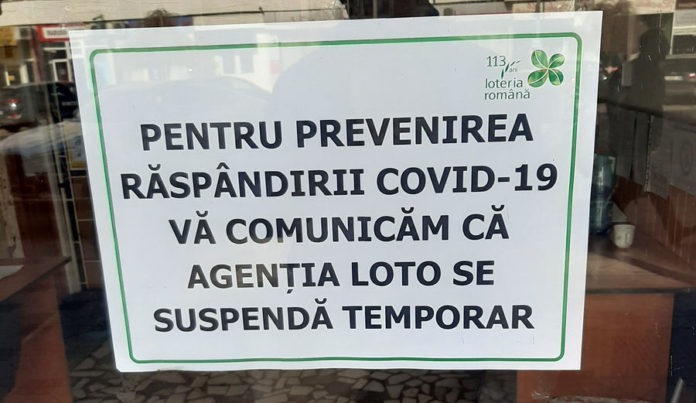 113 ani
loteria
română
PENTRU PREVENIREA
RĂSPÂNDIRII COVID-19
VĂ COMUNICĂM CĂ
AGENȚIA LOTO SE
SUSPENDĂ TEMPORAR